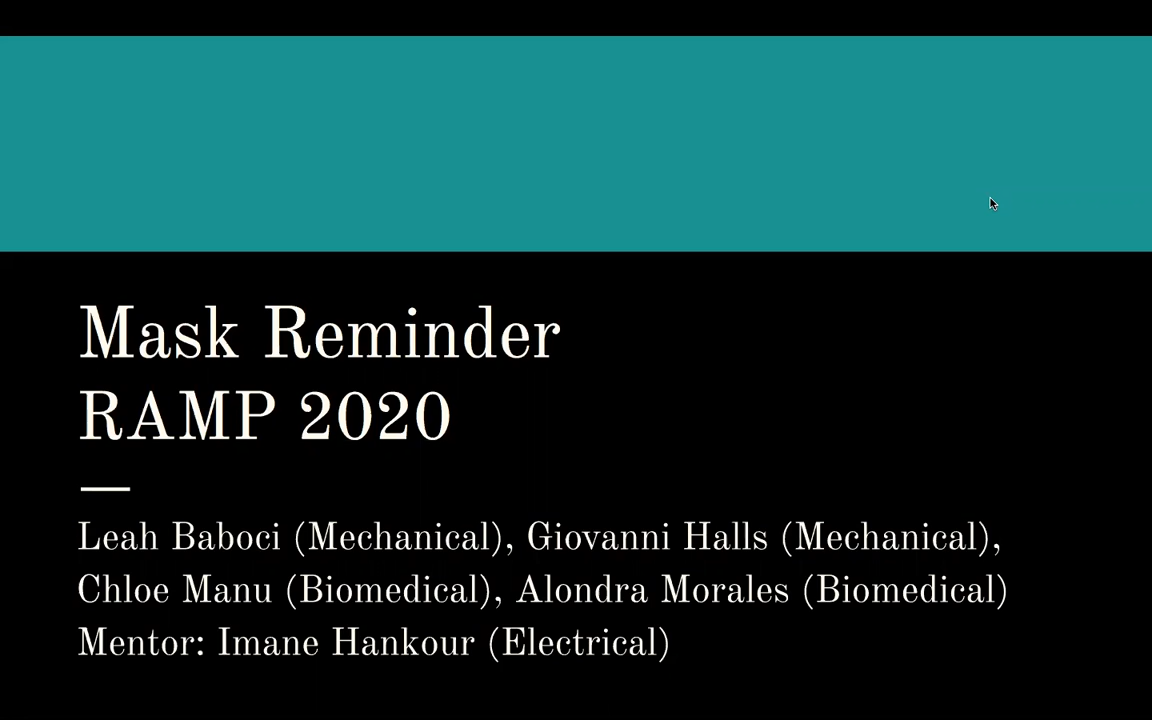 Mask Reminder
RAMP 2020
Leah Baboci (Mechanical), Giovanni Halls (Mechanical),
Chloe Manu (Biomedical), Alondra Morales (Biomedical)
Mentor: Imane Hankour (Electrical)